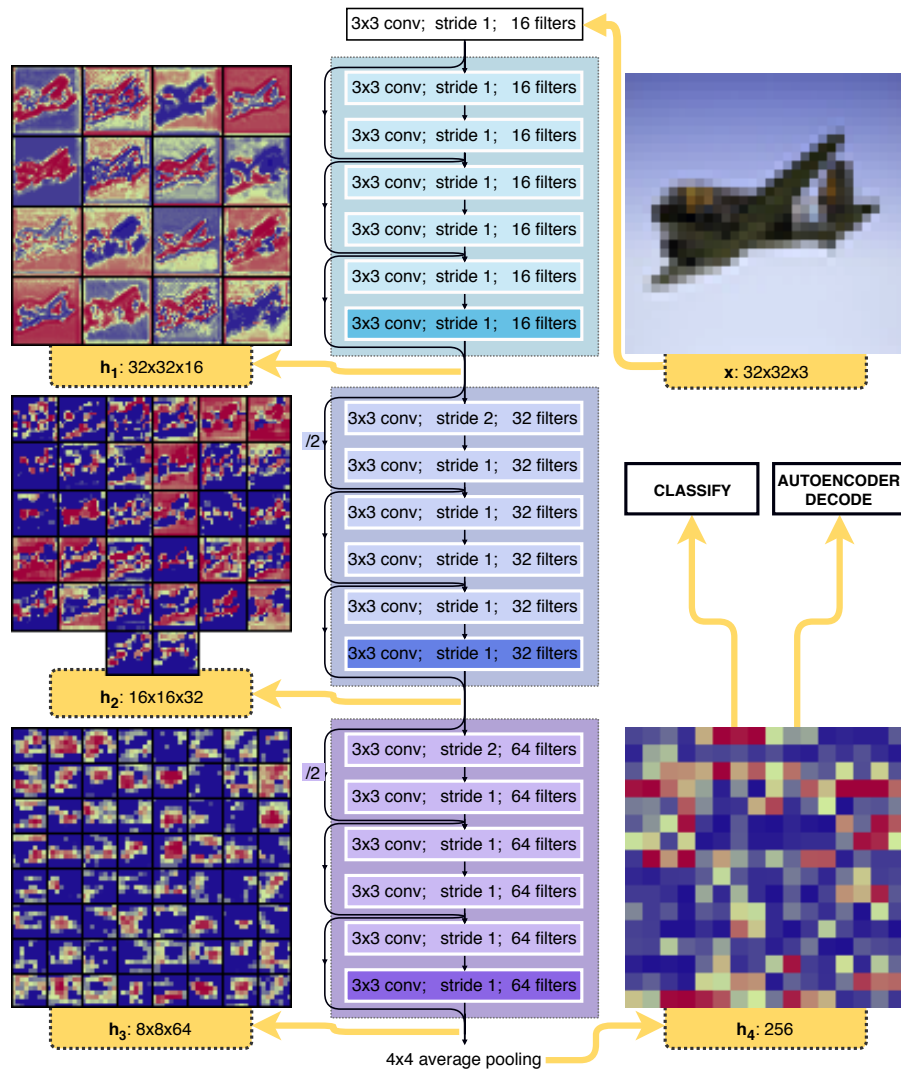 3x3 conv; stride 1; 16 filters
3x3 conv; stride 1; 16 filters
3x3 conv; stride 1; 16 filters
3x3 conv; stride 1; 16 filters
3x3 conv; stride 1; 16 filters
3x3 conv; stride 1; 16 filters
3x3 conv; stride 1; 16 filters
h1: 32x32x16
x: 32x32x3
/2
3x3 conv; stride 2; 32 filters
3x3 conv; stride 1; 32 filters
3x3 conv; stride 1; 32 filters
3x3 conv; stride 1; 32 filters
3x3 conv; stride 1; 32 filters
3x3 conv; stride 1; 32 filters
CLASSIFY
AUTOENCODER
DECODE
h2: 16x16x32
/2
3x3 conv; stride 2; 64 filters
3x3 conv; stride 1; 64 filters
3x3 conv; stride 1; 64 filters
3x3 conv; stride 1; 64 filters
3x3 conv; stride 1; 64 filters
3x3 conv; stride 1; 64 filters
h3: 8x8x64
4x4 average pooling
h4: 256